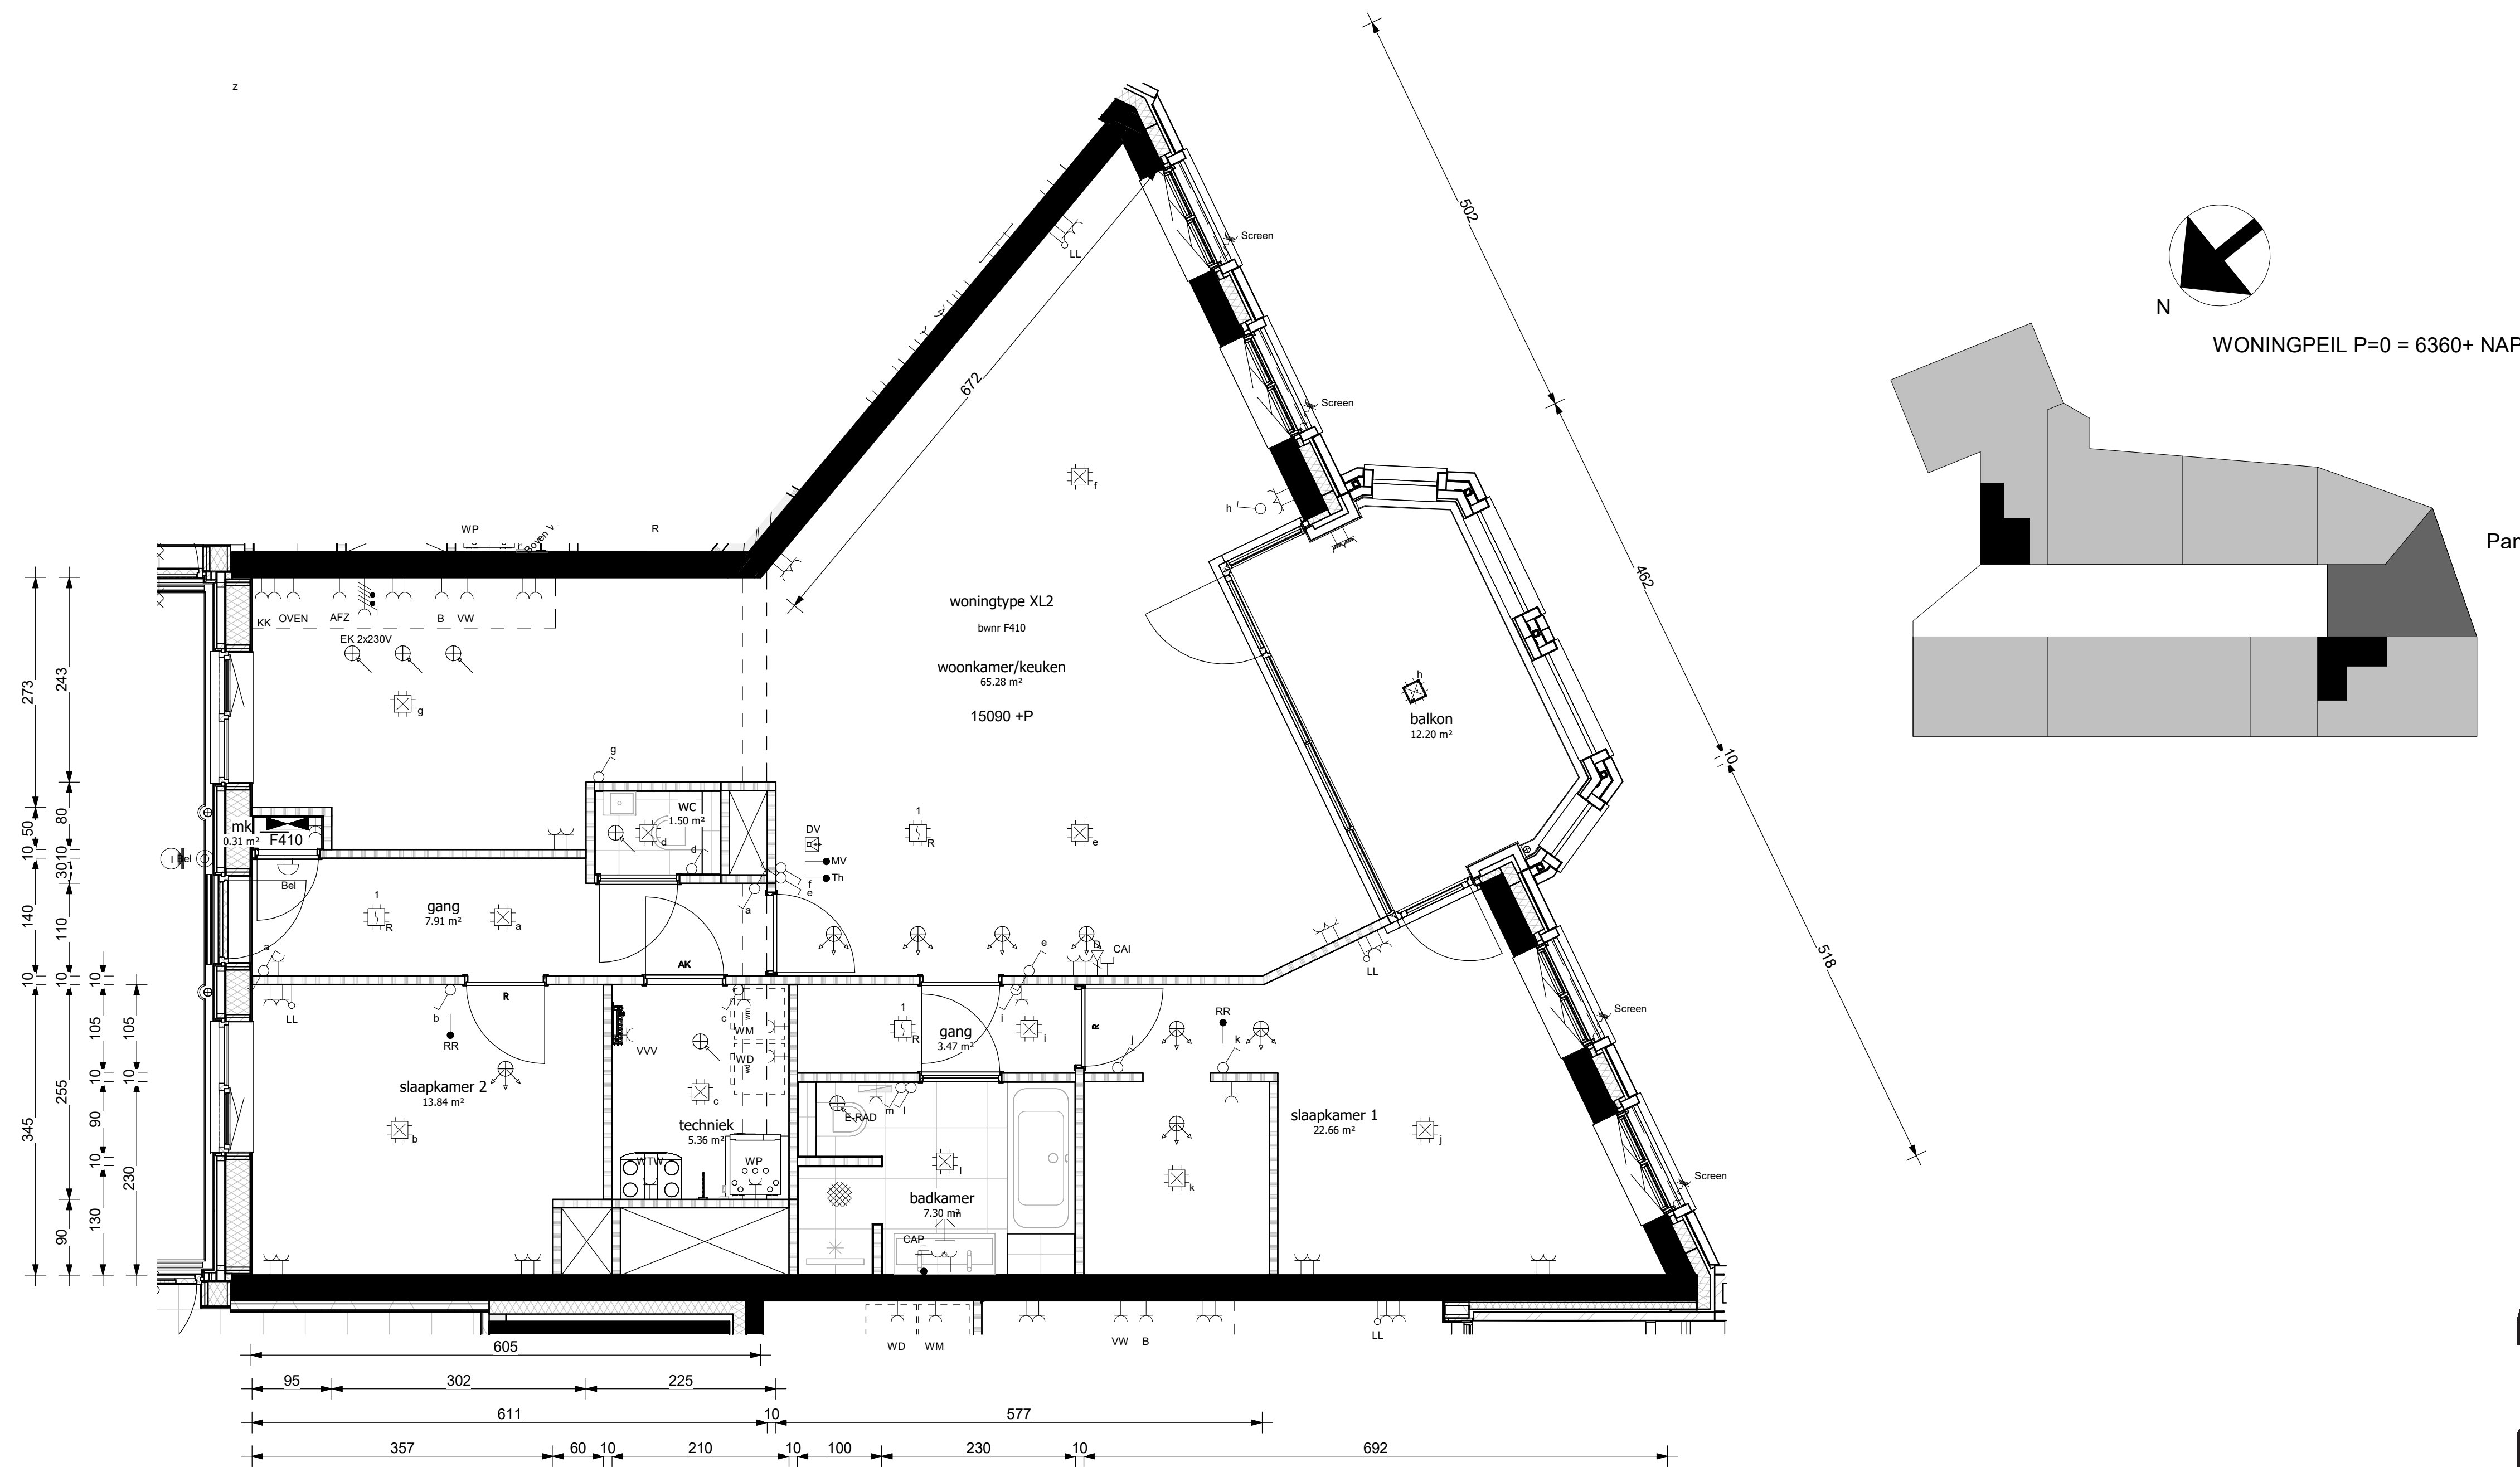 z
502
Screen
LL
N
WONINGPEIL P=0 = 6360+ NAP
672
Screen
WP
Boven
R
f
h
Par
462
KK
OVEN
AFZ
B
VW
EK 2x230V
woningtype XL2
bwnr F410
woonkamer/keuken
65.28 m²
15090 +P
h
balkon
12.20 m²
g
g
273
243
10
WC
1.50 m²
d
d
mk
0.31 m²
F410
Bel
Bel
DV
MV
Th
f
e
1
R
e
50
80
10
10
30
140
110
gang
7.91 m²
1
R
a
a
a
AK
e
D
CAI
LL
518
10
10
10
R
LL
b
RR
c
wm
WM
WD
wd
VVV
c
1
R
gang
3.47 m²
i
i
R
j
RR
k
Screen
345
255
105
105
10
10
90
10
130
230
90
slaapkamer 2
13.84 m²
b
techniek
5.36 m²
WTW
WP
E-RAD
m
l
l
badkamer
7.30 m²
m
CAP
k
slaapkamer 1
22.66 m²
j
Screen
WD
WM
VW
B
LL
605
95
302
225
611
10
577
357
60
10
210
10
100
230
10
692